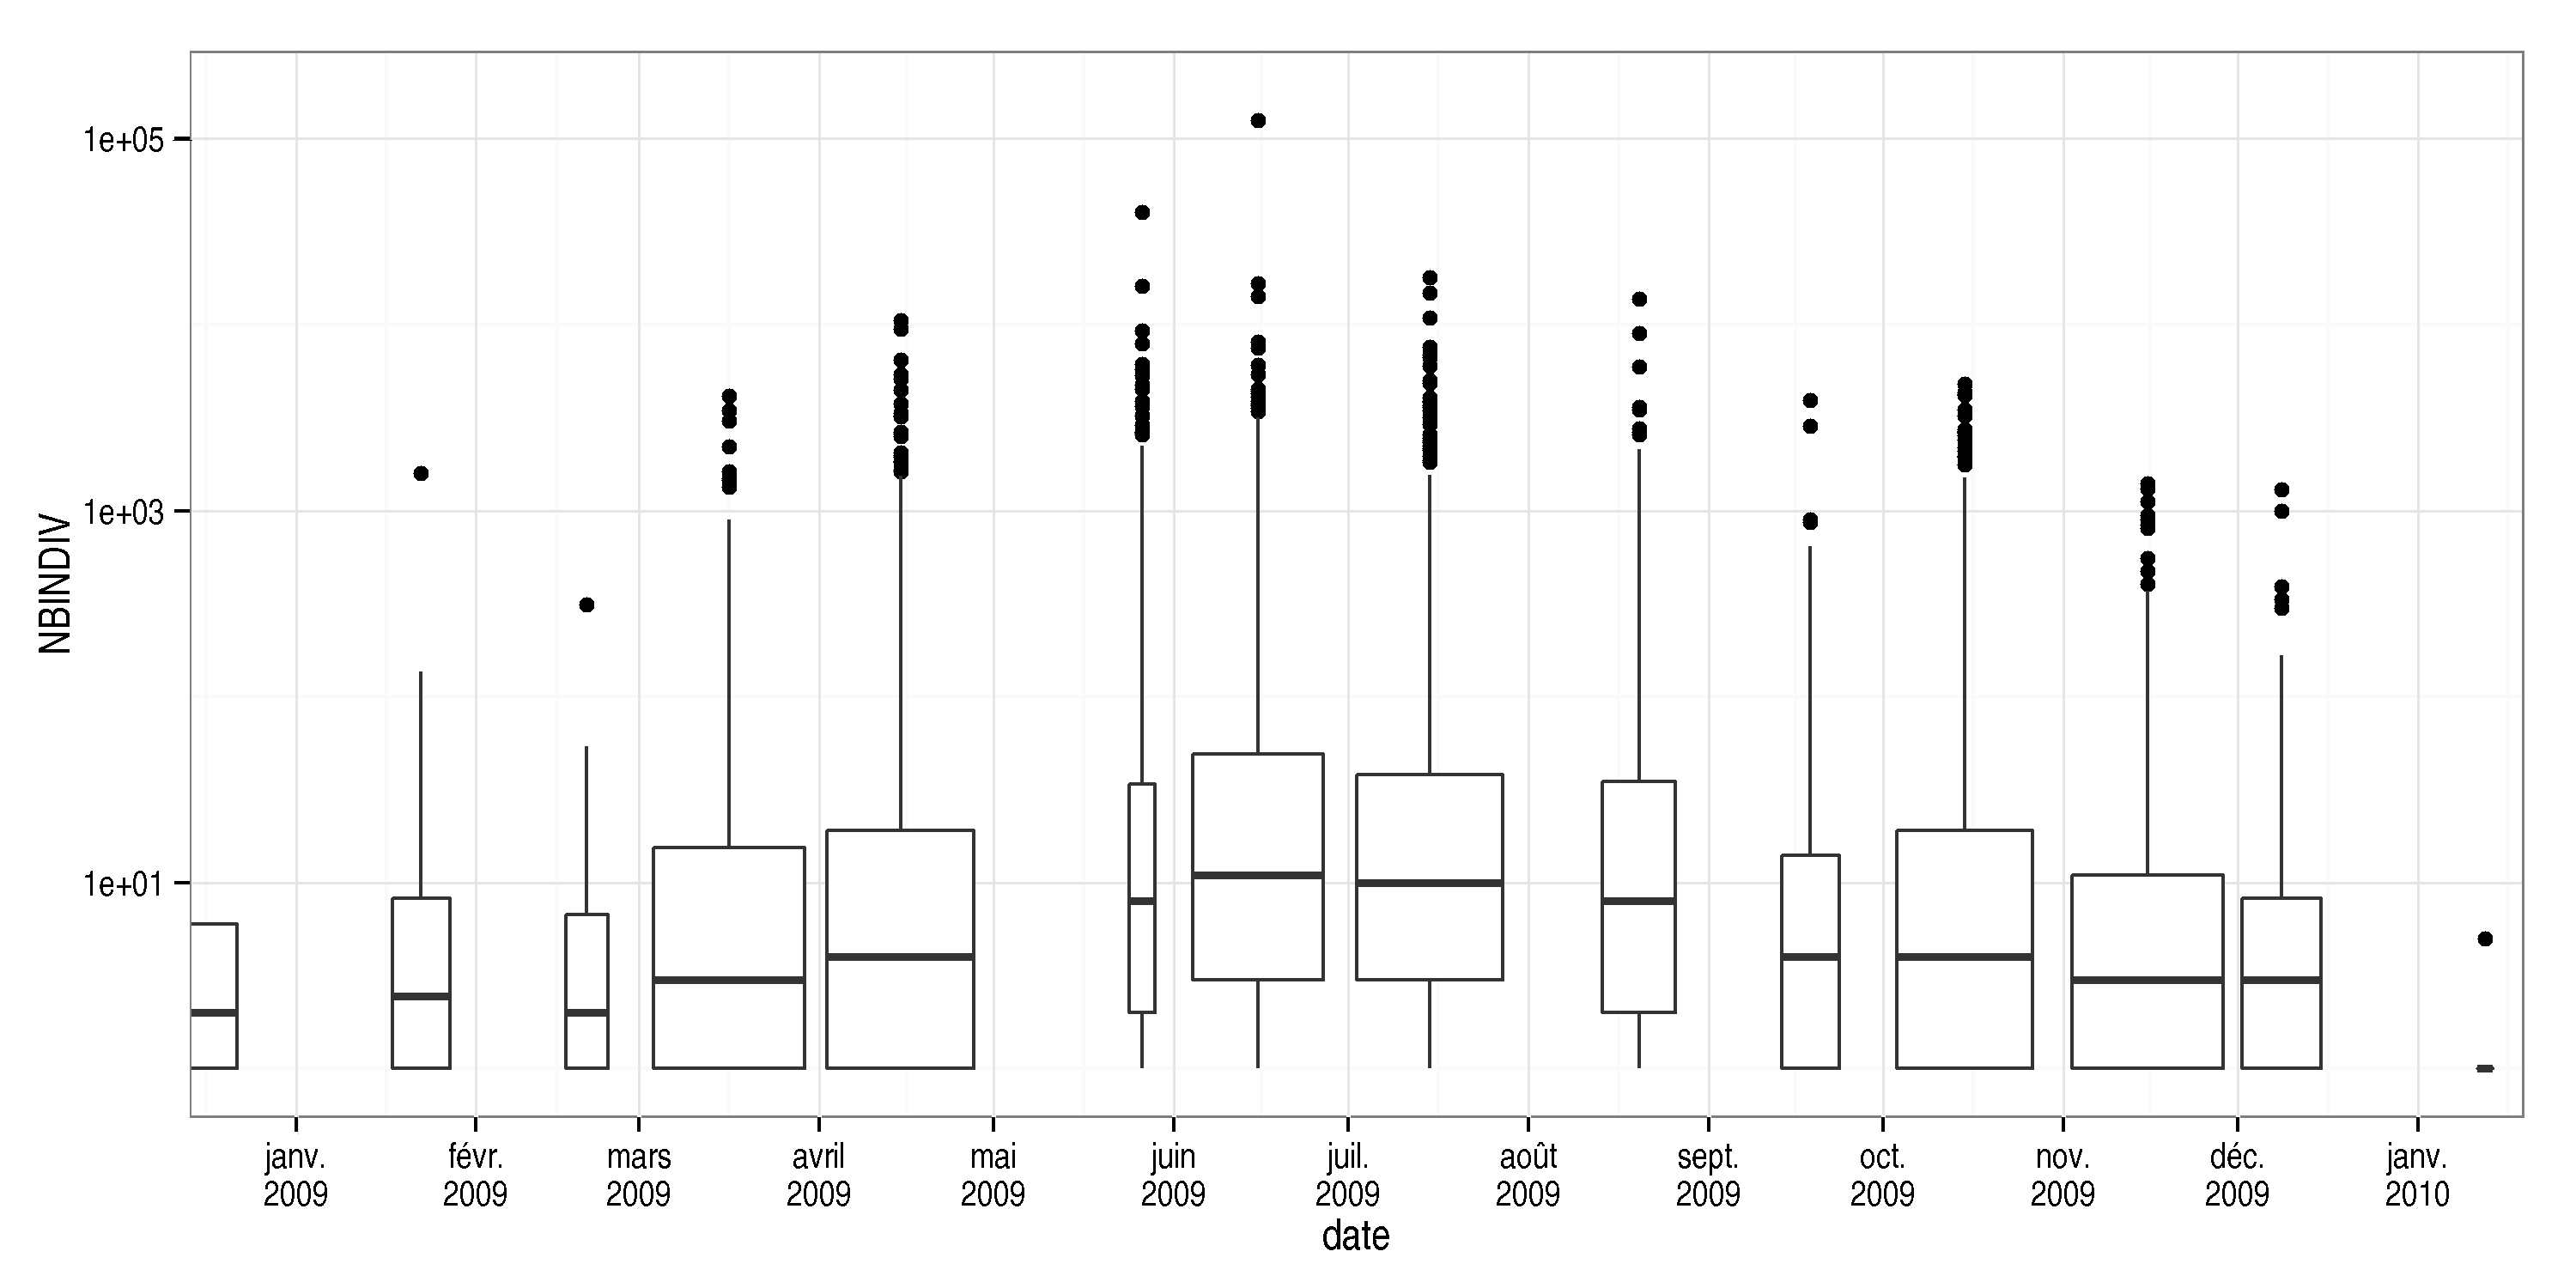 1e+05
1e+03
1e+01
NBINDIV
janv. févr. mars avril mai juin juil. août sept. oct. nov. déc. janv.
2009 2009 2009 2009 2009 2009 2009 2009 2009 2009 2009 2009 2010
date